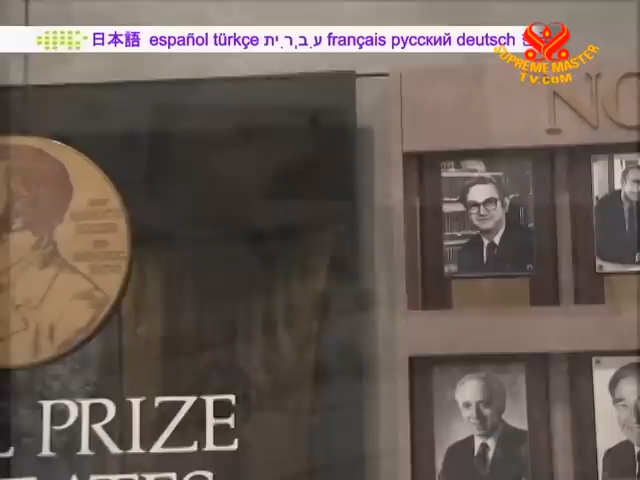 日本語 español türkçe ע.ב.ר.ית français русский deutsch
SUPREME MASTER
TV.COM
NO
L PRIZE